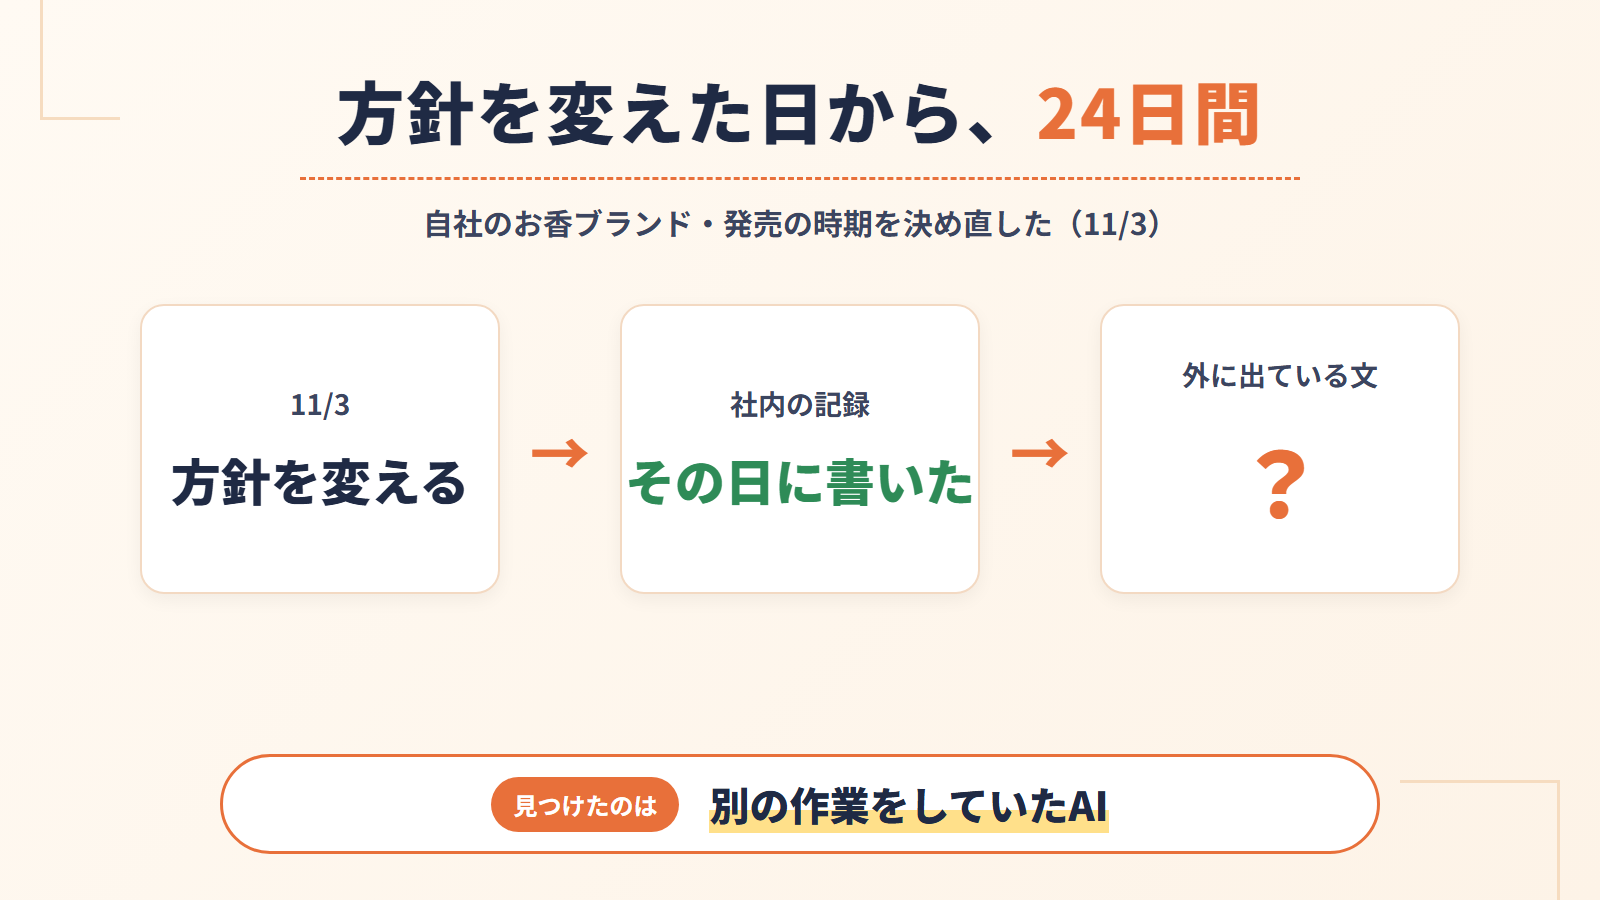 方針を変えた日から、24日間
自社のお香ブランド・発売の時期を決め直した（11/3）
11/3
方針を変える
→
社内の記録
その日に書いた
→
外に出ている文
？
見つけたのは 別の作業をしていたAI